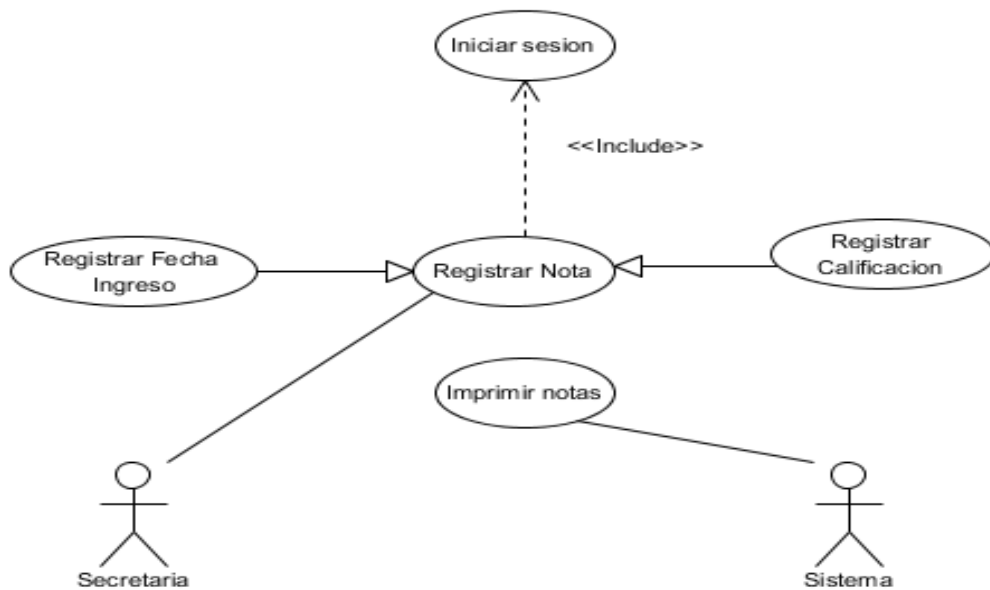 Iniciar sesion
<<Include>>
Registrar Fecha
Ingreso
Registrar Nota
Registrar
Calificacion
Imprimir notas
Secretaria
Sistema